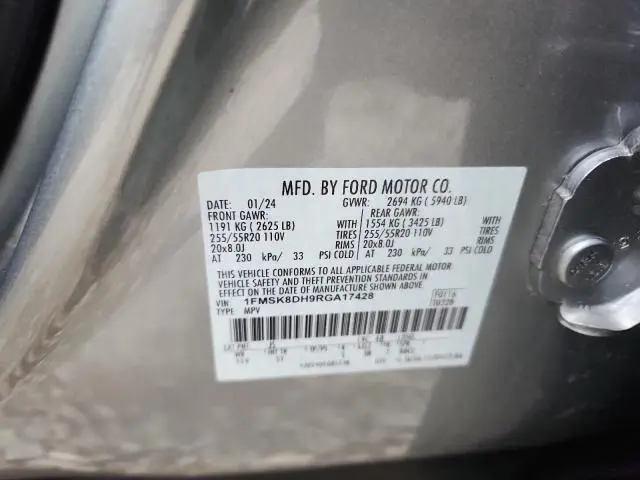 MFD. BY FORD MOTOR CO.
DATE: 01/24 GVWR: 2694 KG ( 5940 LB)
FRONT GAWR: REAR GAWR:
1191 KG ( 2625 LB) WITH 1554 KG ( 3425 LB) WITH
255/55R20 110V TIRES 255/55R20 110V TIRES
20x8.0J RIMS 20x8.0J RIMS
AT 230 kPa/ 33 PSI COLD AT 230 kPa/ 33 PSI COLD
THIS VEHICLE CONFORMS TO ALL APPLICABLE FEDERAL MOTOR
VEHICLE SAFETY AND THEFT PREVENTION STANDARDS IN
EFFECT ON THE DATE OF MANUFACTURE SHOWN ABOVE.
VIN: 1FMSK8DH9RGA17428
TYPE: MPV